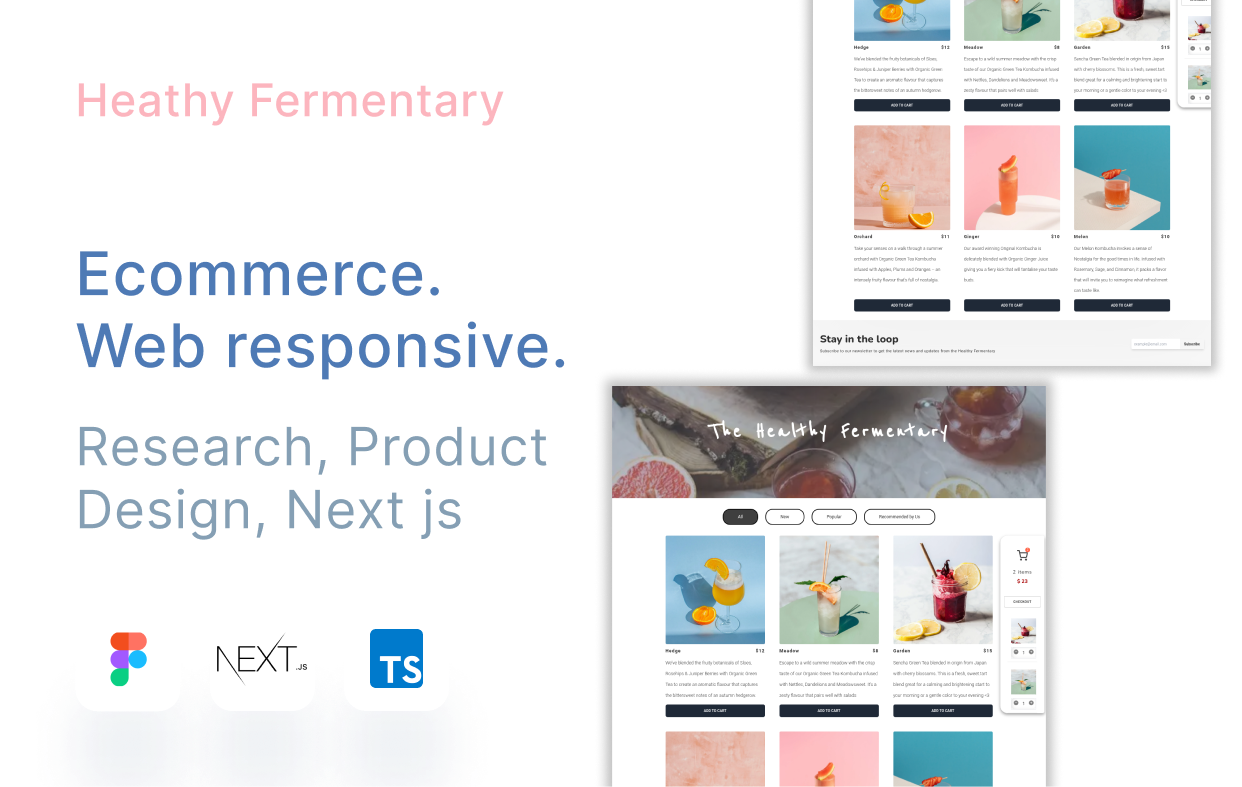 Heathy Fermentary
Ecommerce.
Web responsive.
Research, Product
Design, Next js
NEXT.JS
TS
Hedge $12
We've blended the fruity botanicals of Sloes,
Rosehips & Juniper Berries with Organic Green
Tea to create an aromatic flavour that captures
the bittersweet notes of an autumn hedgerow.
ADD TO CART
Meadow $8
Escape to a wild summer meadow with the crisp
taste of our Organic Green Tea Kombucha infused
with Nettles, Dandelions and Meadowsweet. It's a
zesty flavour that pairs well with salads
ADD TO CART
Garden $15
Sencha Green Tea blended in origin from Japan
with cherry blossoms. This is a fresh, sweet tart
blend great for a calming and brightening start to
your morning or a gentle color to your evening <3
ADD TO CART
1
1
Orchard $11
Take your senses on a walk through a summer
orchard with Organic Green Tea Kombucha
infused with Apples, Plums and Oranges – an
intensely fruity flavour that's full of nostalgia.
ADD TO CART
Ginger $10
Our award winning Original Kombucha is
delicately blended with Organic Ginger Juice
giving you a fiery kick that will tantalise your taste
buds.
ADD TO CART
Melon $10
Our Melon Kombucha invokes a sense of
Nostalgia for the good times in life. Infused with
Rosemary, Sage, and Cinnamon, it packs a flavor
that will invite you to reimagine what refreshment
can taste like.
ADD TO CART
Stay in the loop
Subscribe to our newsletter to get the latest news and updates from the Healthy Fermentary
example@email.com Subscribe
The Healthy Fermentary
All New Popular Recommended by Us
2 items
$ 23
CHECKOUT
1
1
Hedge $12
We've blended the fruity botanicals of Sloes,
Rosehips & Juniper Berries with Organic Green
Tea to create an aromatic flavour that captures
the bittersweet notes of an autumn hedgerow.
ADD TO CART
Meadow $8
Escape to a wild summer meadow with the crisp
taste of our Organic Green Tea Kombucha infused
with Nettles, Dandelions and Meadowsweet. It's a
zesty flavour that pairs well with salads
ADD TO CART
Garden $15
Sencha Green Tea blended in origin from Japan
with cherry blossoms. This is a fresh, sweet tart
blend great for a calming and brightening start to
your morning or a gentle color to your evening <3
ADD TO CART